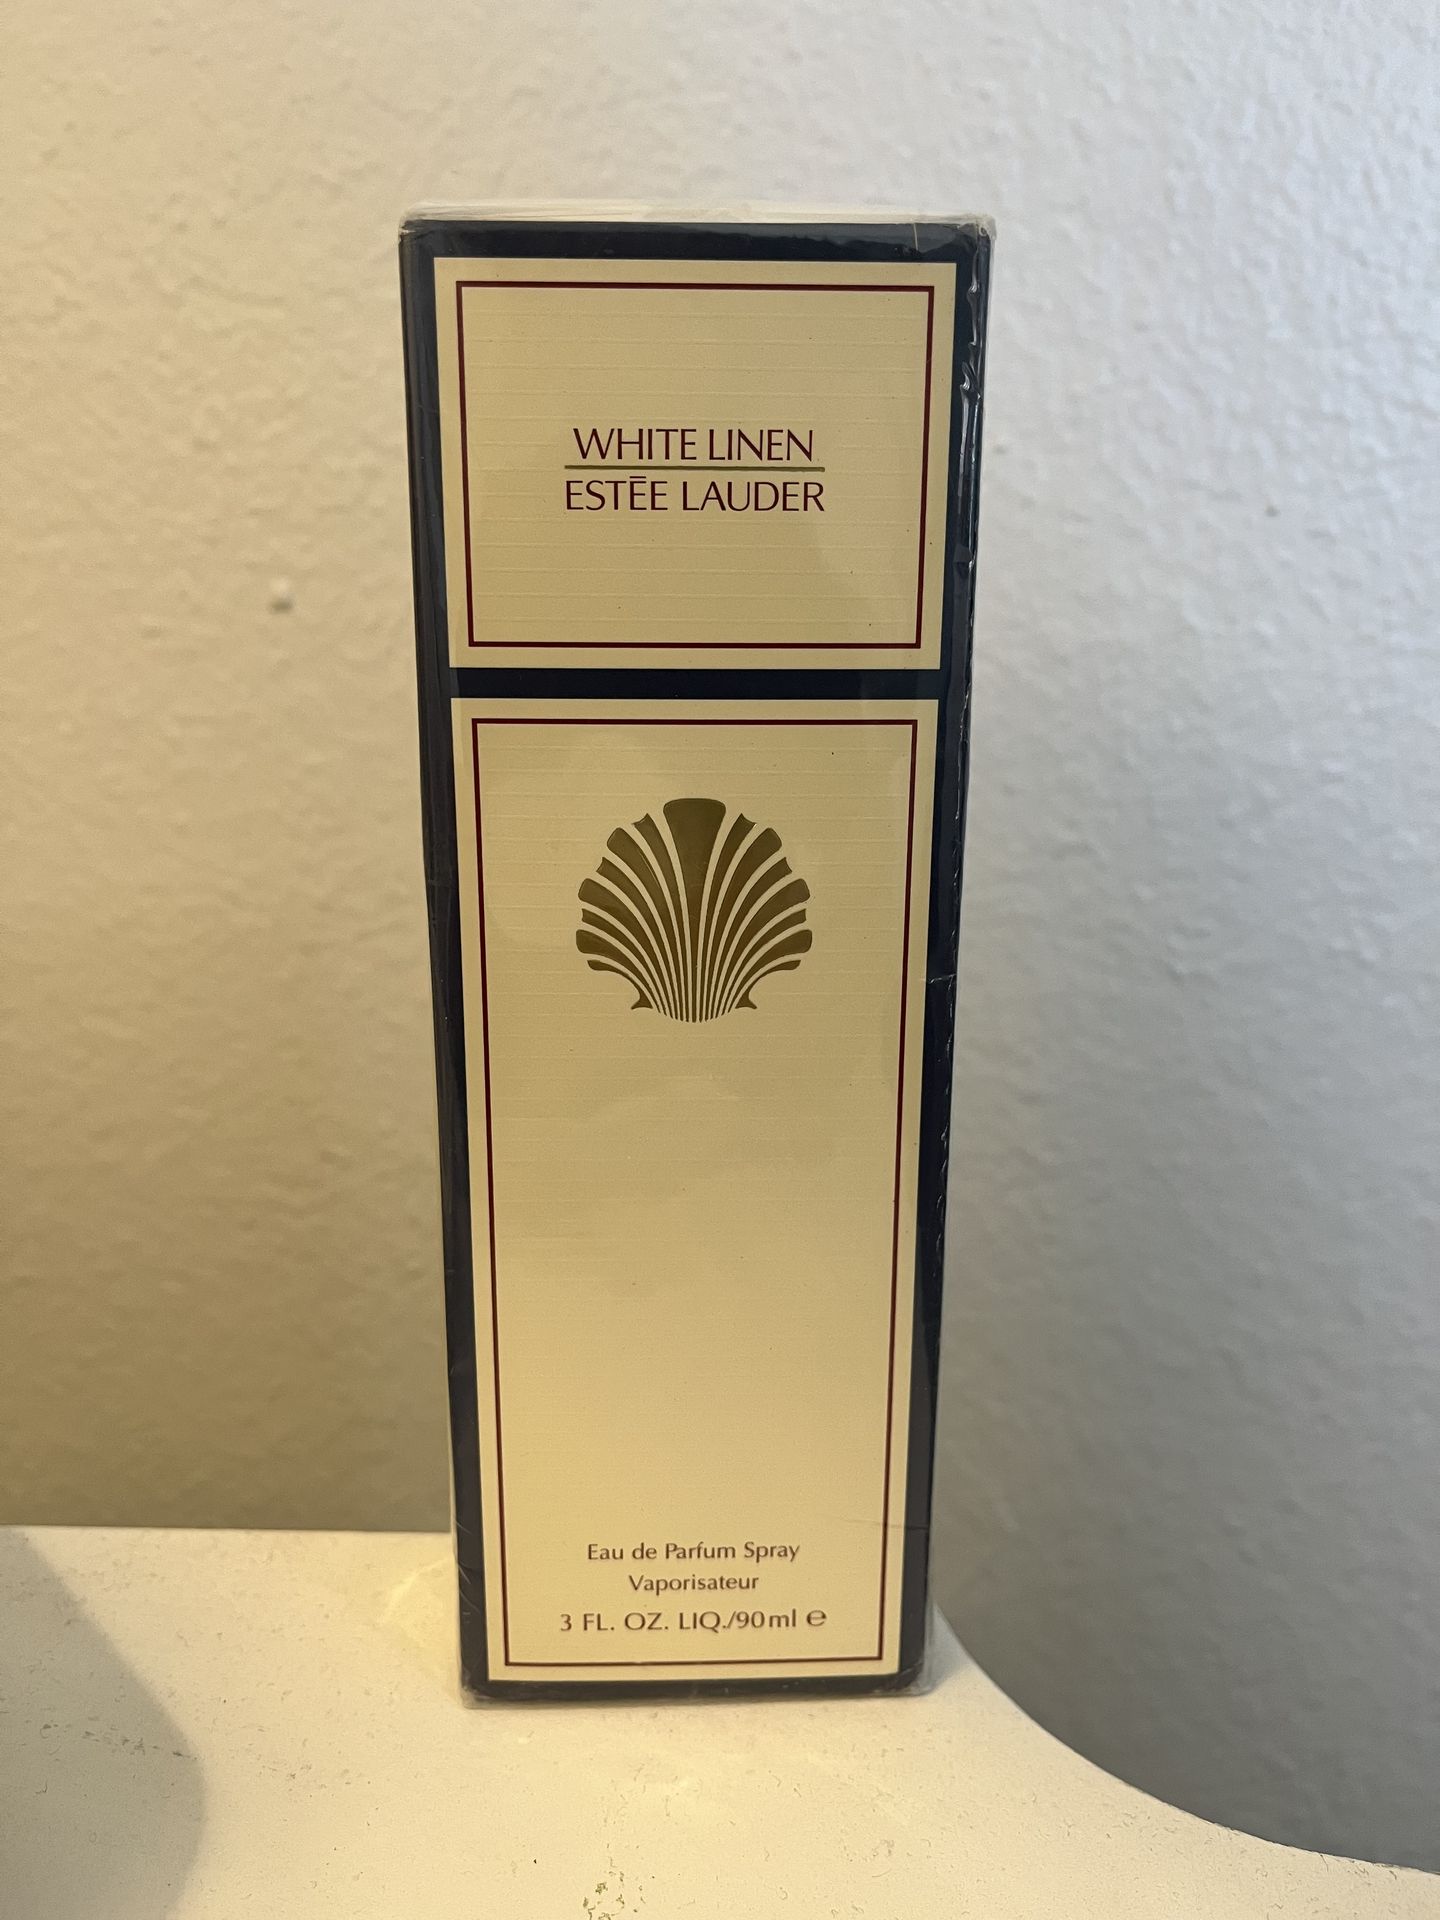 WHITE LINEN
ESTĒE LAUDER
Eau de Parfum Spray
Vaporisateur
3 FL. OZ. LIQ./90ml ℮